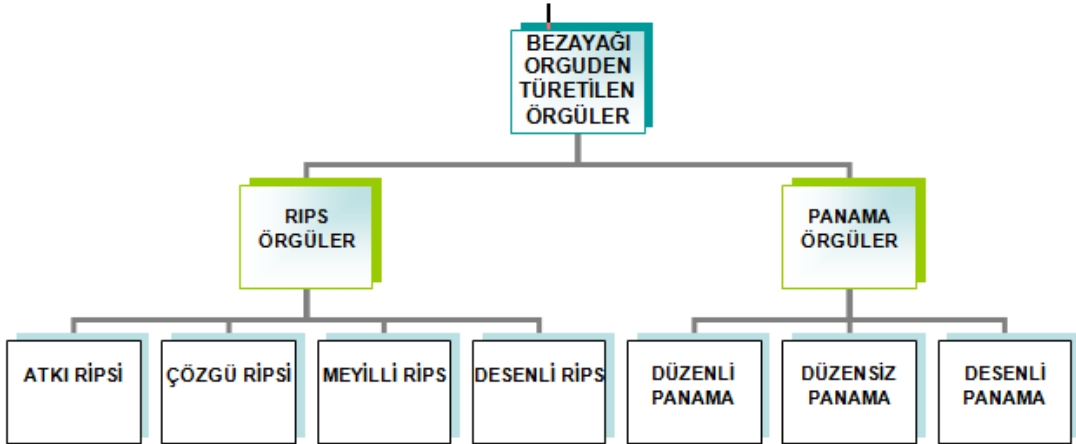 BEZAYAĞI
ORGUDEN
TÜRETİLEN
ÖRGÜLER
RIPS
ÖRGÜLER
PANAMA
ÖRGÜLER
ATKI RİPSİ
ÇÖZGÜ RİPSİ
MEYİLLİ RİPS
DESENLİ RİPS
DÜZENLİ
PANAMA
DÜZENSİZ
PANAMA
DESENLİ
PANAMA